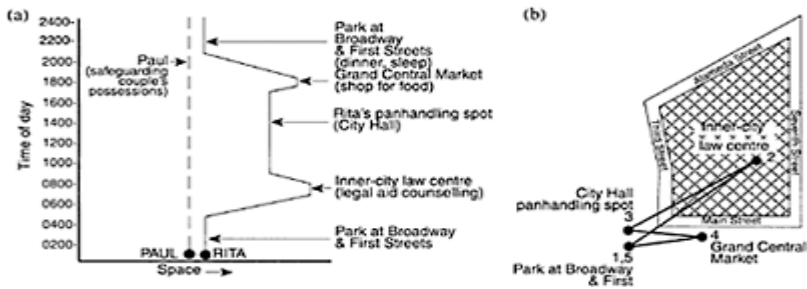 (a)
2400-
2200-
2000-
1800-
1600-
1400-
1200-
1000-
0800-
0600-
0400-
0200-
Time of day
Paul
(safeguarding
couple's
possessions)
Park at
Broadway
& First Streets
(dinner, sleep)
Grand Central Market
(shop for food)
Rita's panhandling spot
(City Hall)
Inner-city law centre
(legal aid counselling)
Park at Broadway
& First Streets
PAUL
RITA
Space
(b)
Alameda Street
Third Street
Seventh Street
Inner-city
law centre
2
City Hall
panhandling spot
3
Main Street
4
1,5
Grand Central
Market
Park at Broadway
& First